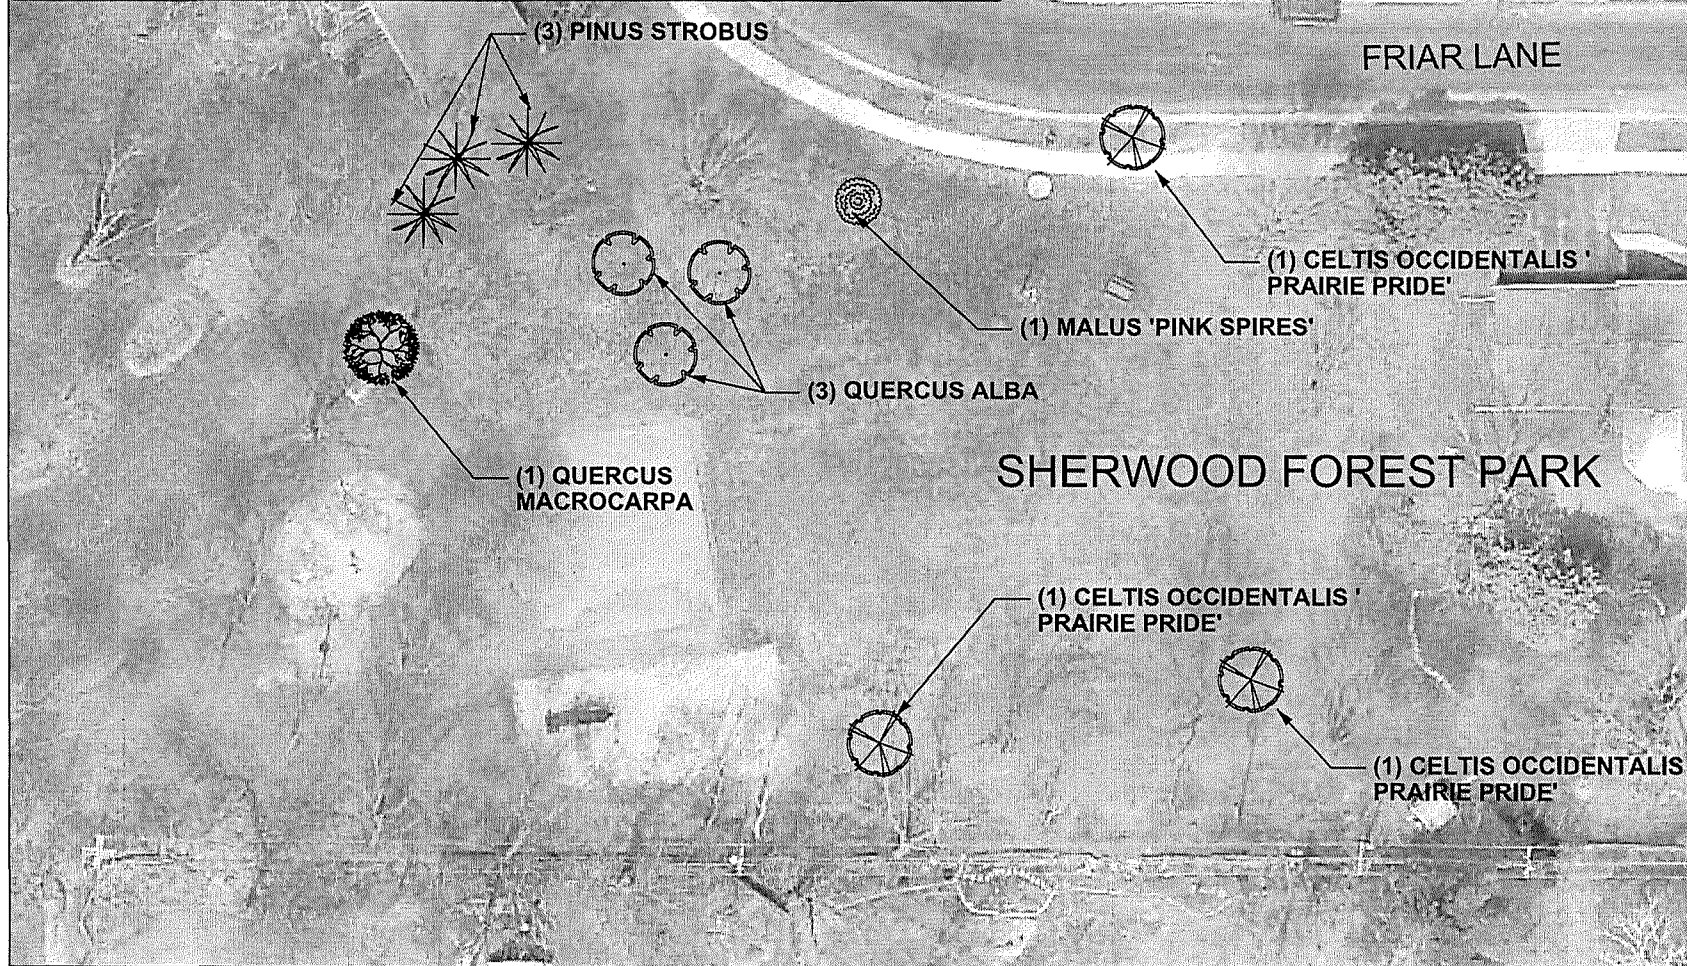 (3) PINUS STROBUS
FRIAR LANE
(1) CELTIS OCCIDENTALIS '
PRAIRIE PRIDE'
(1) MALUS 'PINK SPIRES'
(3) QUERCUS ALBA
(1) QUERCUS
MACROCARPA
SHERWOOD FOREST PARK
(1) CELTIS OCCIDENTALIS '
PRAIRIE PRIDE'
(1) CELTIS OCCIDENTALIS
PRAIRIE PRIDE'